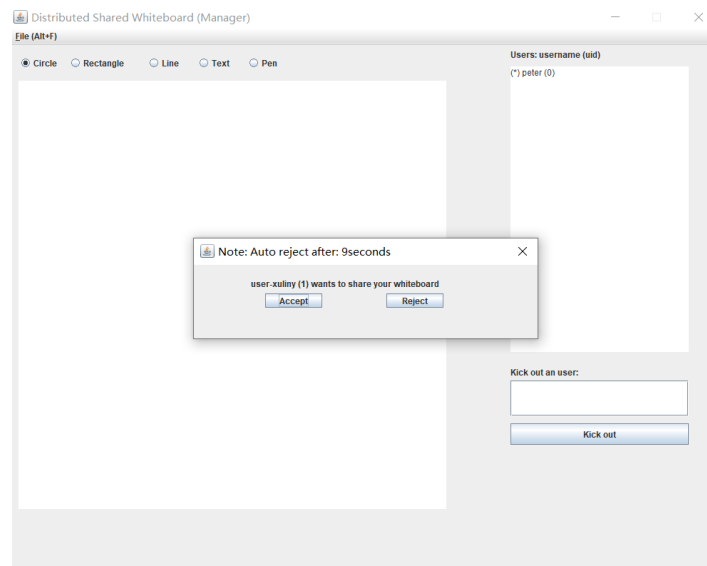 Distributed Shared Whiteboard (Manager)
File (Alt+F)
Circle Rectangle Line Text Pen
Users: username (uid)
(*) peter (0)
Note: Auto reject after: 9seconds
user-xuliny (1) wants to share your whiteboard
Accept Reject
Kick out an user:
Kick out